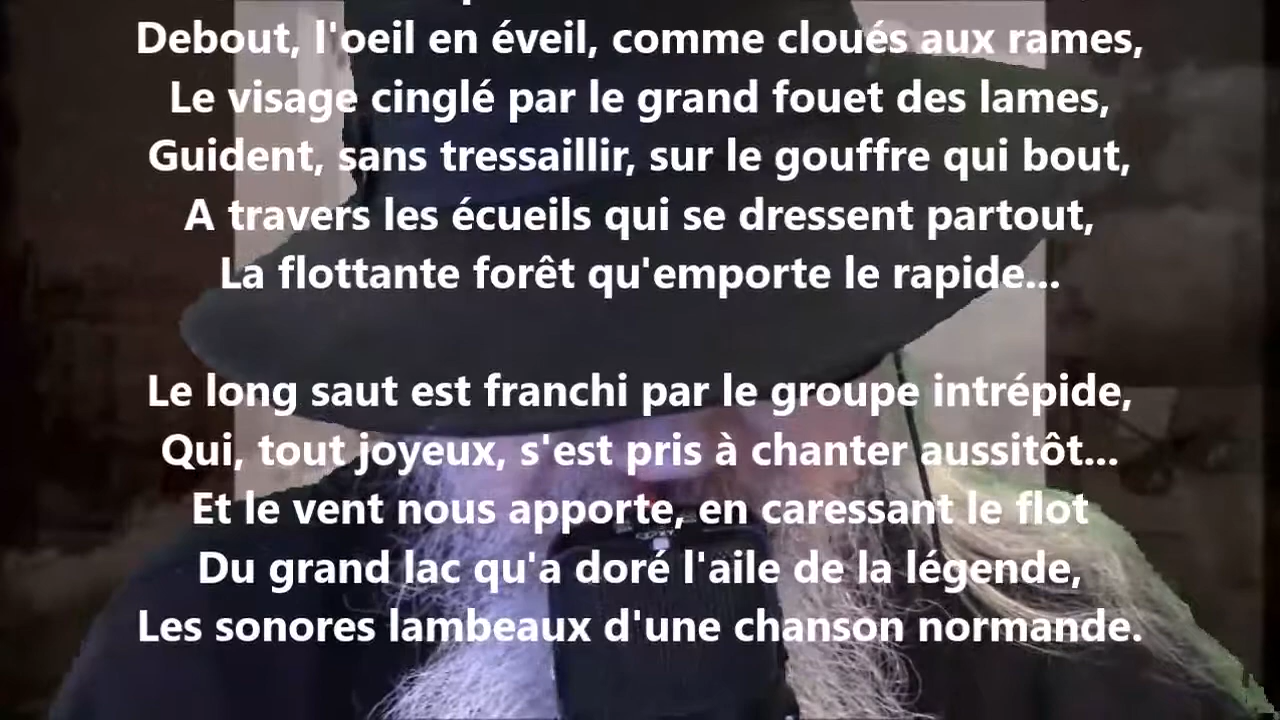 Debout, l'oeil en éveil, comme cloués aux rames,
Le visage cinglé par le grand fouet des lames,
Guident, sans tressaillir, sur le gouffre qui bout,
A travers les écueils qui se dressent partout,
La flottante forêt qu'emporte le rapide...
Le long saut est franchi par le groupe intrépide,
Qui, tout joyeux, s'est pris à chanter aussitôt...
Et le vent nous apporte, en caressant le flot
Du grand lac qu'a doré l'aile de la légende,
Les sonores lambeaux d'une chanson normande.